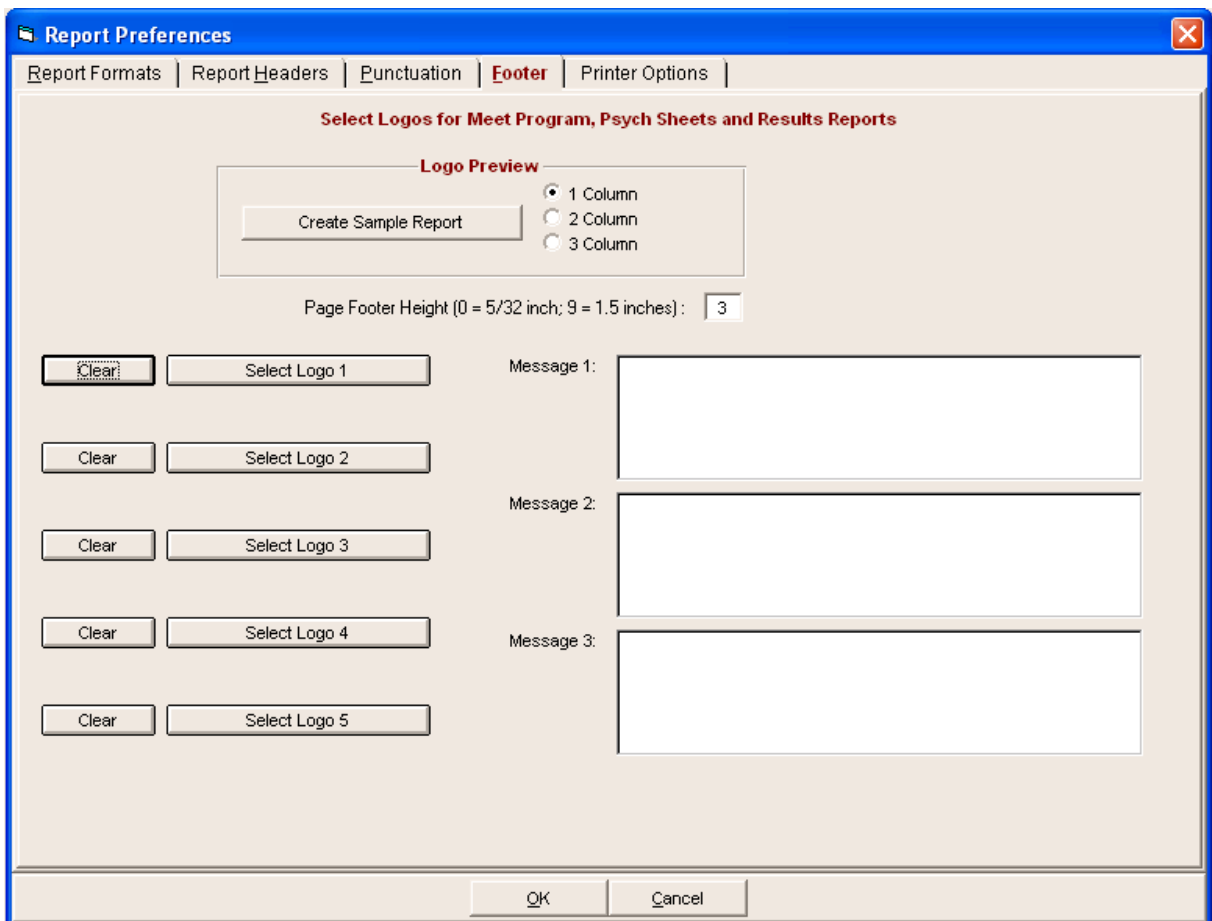 Report Preferences
Report Formats Report Headers Punctuation Footer Printer Options
Select Logos for Meet Program, Psych Sheets and Results Reports
Logo Preview
Create Sample Report
1 Column
2 Column
3 Column
Page Footer Height (0 = 5/32 inch; 9 = 1.5 inches) : 3
Clear Select Logo 1 Message 1:
Clear Select Logo 2
Message 2:
Clear Select Logo 3
Clear Select Logo 4 Message 3:
Clear Select Logo 5
OK Cancel